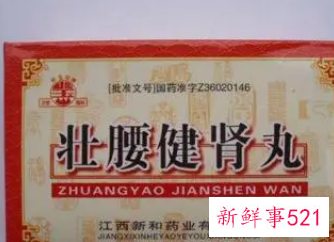 [批准文号]国药准字Z36020146
壮腰健肾丸
ZHUANGYAO JIANSHEN WAN
江西新和药业有
JIANGXIXINHEYAOYEYOU
新鲜事521